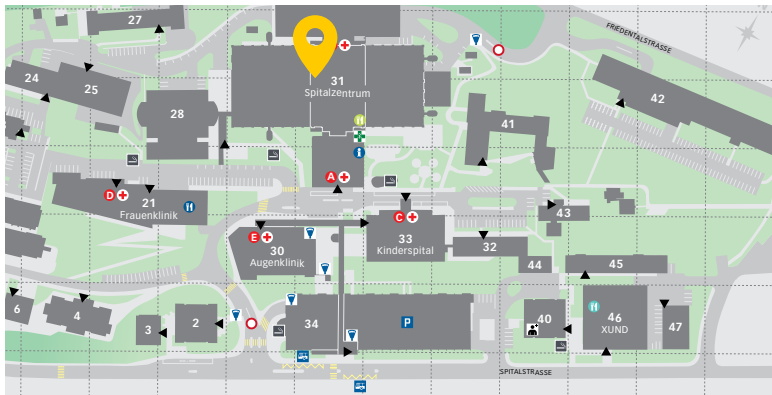 27
FRIEDENTALSTRASSE
31
Spitalzentrum
24
25
42
28
41
A
D
21
Frauenklinik
C
43
E
30
Augenklinik
33
Kinderspital
32
44
45
6
4
3
2
34
P
40
46
XUND
47
SPITALSTRASSE